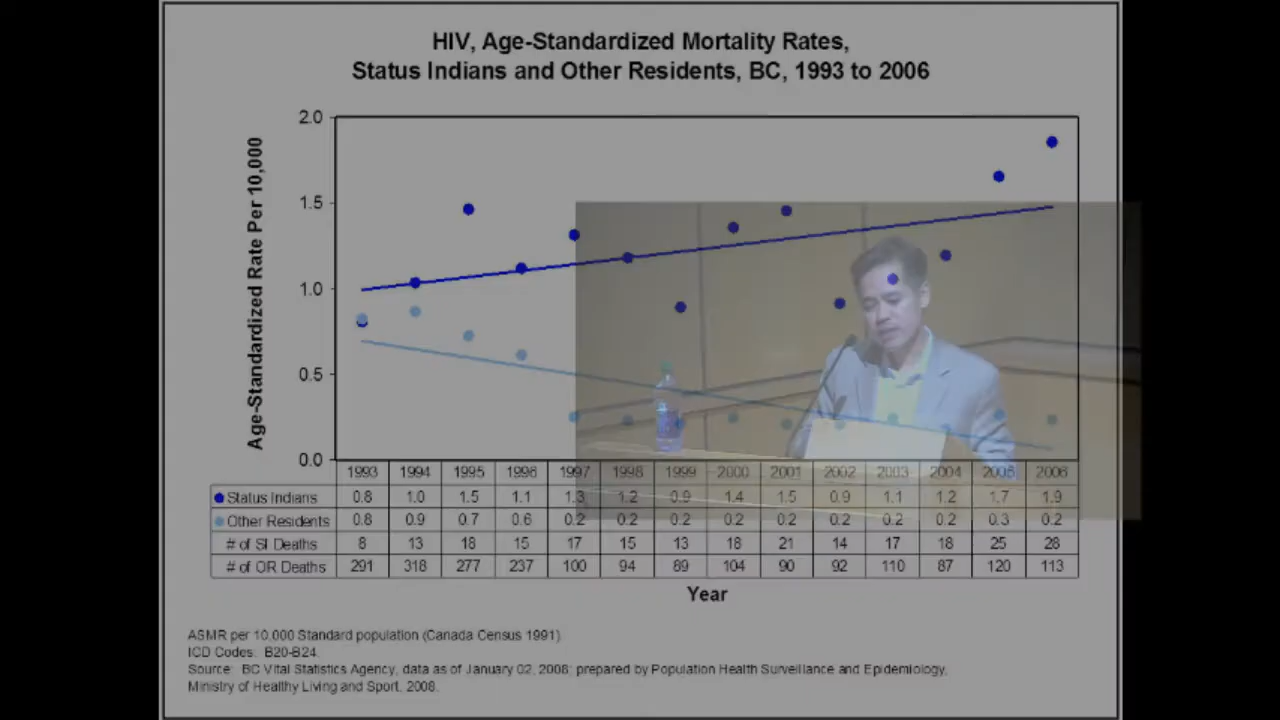 HIV, Age-Standardized Mortality Rates,
Status Indians and Other Residents, BC, 1993 to 2006
Age-Standardized Rate Per 10,000
2.0
1.5
1.0
0.5
0.0
1993 1994 1995 1996 1997 1998 1999 2000 2001 2002 2003 2004 2005 2006
Status Indians 0.8 1.0 1.5 1.1 1.3 1.2 0.9 1.4 1.5 0.9 1.1 1.2 1.7 1.9
Other Residents 0.8 0.9 0.7 0.6 0.2 0.2 0.2 0.2 0.2 0.2 0.2 0.2 0.3 0.2
# of SI Deaths 8 13 18 15 17 15 13 18 21 14 17 18 25 28
# of OR Deaths 291 318 277 237 100 94 89 104 90 92 110 87 120 113
Year
ASMR per 10,000 Standard population (Canada Census 1991)
ICD Codes: B20-B24.
Source: BC Vital Statistics Agency, data as of January 02, 2008; prepared by Population Health Surveillance and Epidemiology,
Ministry of Healthy Living and Sport, 2008.